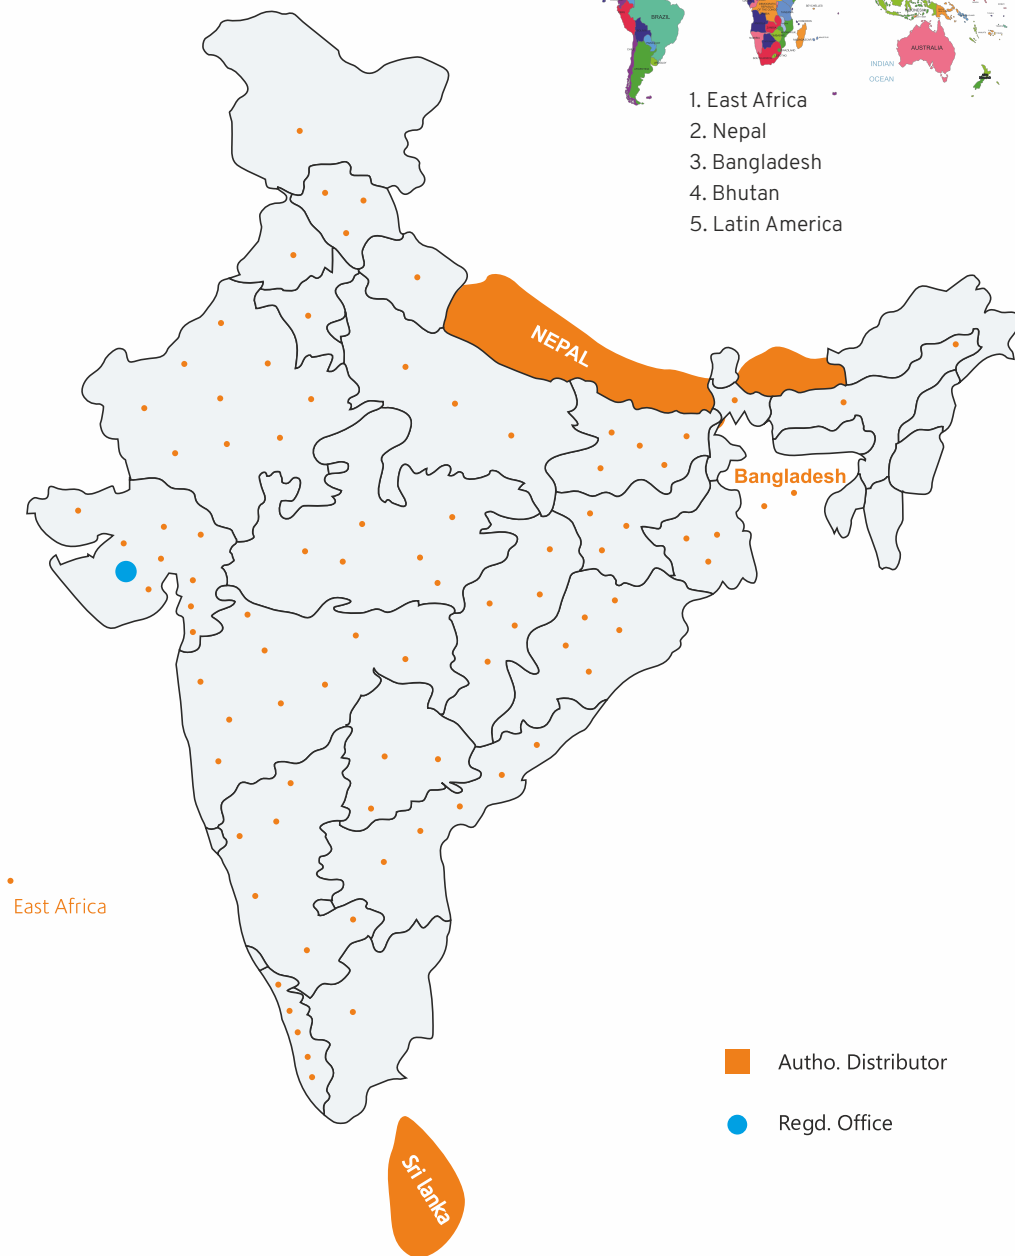 BRAZIL
AUSTRALIA
INDIAN
OCEAN
1. East Africa
2. Nepal
3. Bangladesh
4. Bhutan
5. Latin America
NEPAL
Bangladesh
East Africa
Autho. Distributor
Regd. Office
Sri lanka